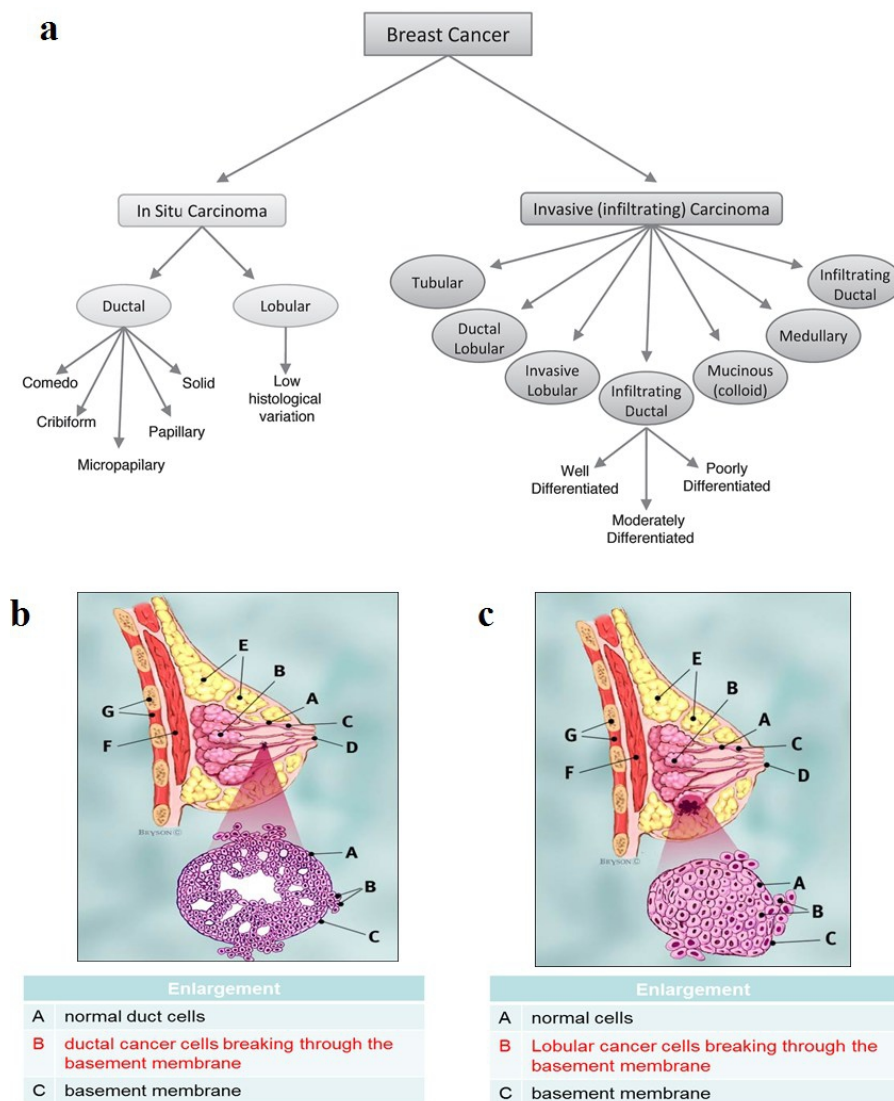 a
Breast Cancer
In Situ Carcinoma
Invasive (infiltrating) Carcinoma
Ductal
Lobular
Comedo
Cribiform
Micropapilary
Papillary
Solid
Low
histological
variation
Tubular
Ductal
Lobular
Invasive
Lobular
Infiltrating
Ductal
Mucinous
(colloid)
Medullary
Infiltrating
Ductal
Well
Differentiated
Moderately
Differentiated
Poorly
Differentiated
b
E
B
A
C
D
G
F
BRYSON ©
A
B
C
Enlargement
A normal duct cells
B ductal cancer cells breaking through the
basement membrane
C basement membrane
c
E
B
A
C
D
G
F
BRYSON ©
A
B
C
Enlargement
A normal cells
B Lobular cancer cells breaking through the
basement membrane
C basement membrane